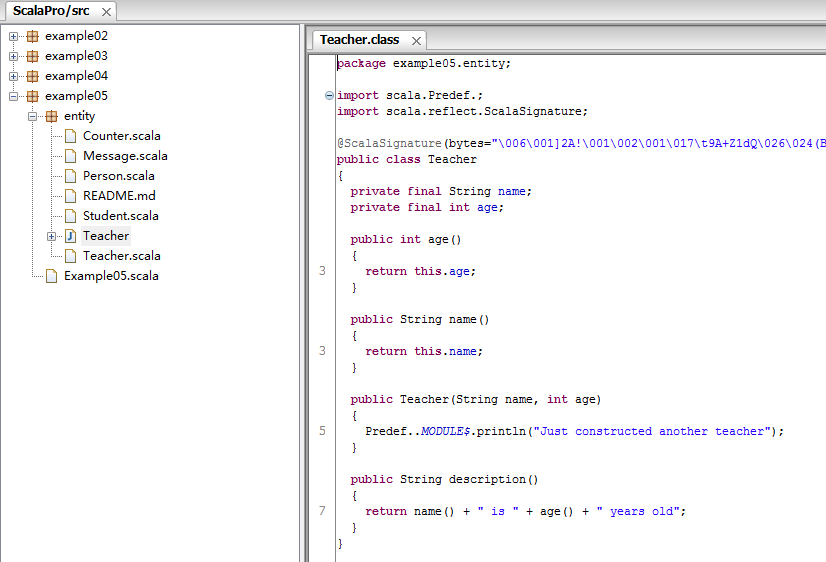 ScalaPro/src
example02
example03
example04
example05
entity
Counter.scala
Message.scala
Person.scala
README.md
Student.scala
Teacher
Teacher.scala
Example05.scala
Teacher.class
package example05.entity;
import scala.Predef.;
import scala.reflect.ScalaSignature;
@ScalaSignature(bytes="\006\001]2A!\001\002\001\017\t9A+Z1dQ\026\024(B
public class Teacher
{
private final String name;
private final int age;
public int age()
{
3 return this.age;
}
public String name()
{
3 return this.name;
}
public Teacher(String name, int age)
{
5 Predef..MODULE$.println("Just constructed another teacher");
}
public String description()
{
7 return name() + " is " + age() + " years old";
}
}